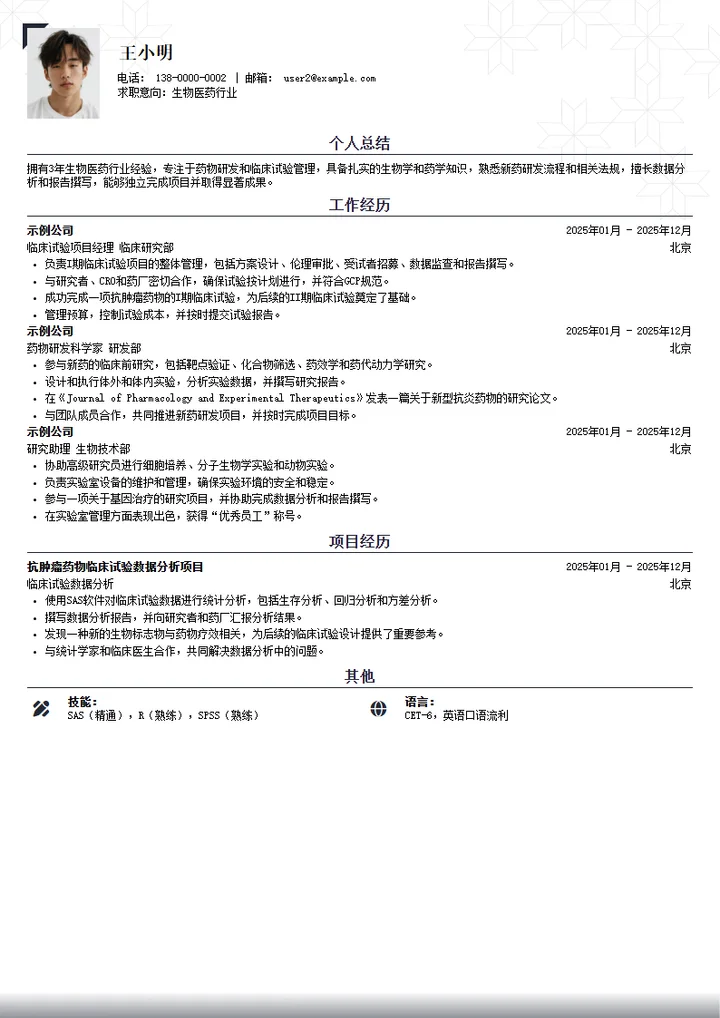 王小明
电话： 138-0000-0002 | 邮箱： user2@example.com
求职意向：生物医药行业
个人总结
拥有3年生物医药行业经验，专注于药物研发和临床试验管理，具备扎实的生物学和药学知识，熟悉新药研发流程和相关法规，擅长数据分
析和报告撰写，能够独立完成项目并取得显著成果。
工作经历
示例公司 2025年01月 - 2025年12月
临床试验项目经理 临床研究部 北京
• 负责I期临床试验项目的整体管理，包括方案设计、伦理审批、受试者招募、数据监查和报告撰写。
• 与研究者、CRO和药厂密切合作，确保试验按计划进行，并符合GCP规范。
• 成功完成一项抗肿瘤药物的I期临床试验，为后续的II期临床试验奠定了基础。
• 管理预算，控制试验成本，并按时提交试验报告。
示例公司 2025年01月 - 2025年12月
药物研发科学家 研发部 北京
• 参与新药的临床前研究，包括靶点验证、化合物筛选、药效学和药代动力学研究。
• 设计和执行体外和体内实验，分析实验数据，并撰写研究报告。
• 在《Journal of Pharmacology and Experimental Therapeutics》发表一篇关于新型抗炎药物的研究论文。
• 与团队成员合作，共同推进新药研发项目，并按时完成项目目标。
示例公司 2025年01月 - 2025年12月
研究助理 生物技术部 北京
• 协助高级研究员进行细胞培养、分子生物学实验和动物实验。
• 负责实验室设备的维护和管理，确保实验环境的安全和稳定。
• 参与一项关于基因治疗的研究项目，并协助完成数据分析和报告撰写。
• 在实验室管理方面表现出色，获得“优秀员工”称号。
项目经历
抗肿瘤药物临床试验数据分析项目 2025年01月 - 2025年12月
临床试验数据分析 北京
• 使用SAS软件对临床试验数据进行统计分析，包括生存分析、回归分析和方差分析。
• 撰写数据分析报告，并向研究者和药厂汇报分析结果。
• 发现一种新的生物标志物与药物疗效相关，为后续的临床试验设计提供了重要参考。
• 与统计学家和临床医生合作，共同解决数据分析中的问题。
其他
技能： 语言：
SAS（精通），R（熟练），SPSS（熟练） CET-6，英语口语流利